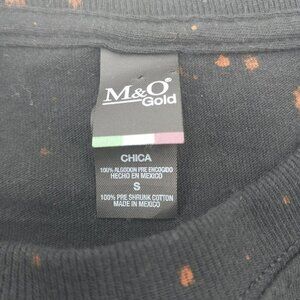 M&O®
Gold
CHICA
100% ALGODON PRE ENCOGIDO
HECHO EN MEXICO
S
100% PRE SHRUNK COTTON
MADE IN MEXICO